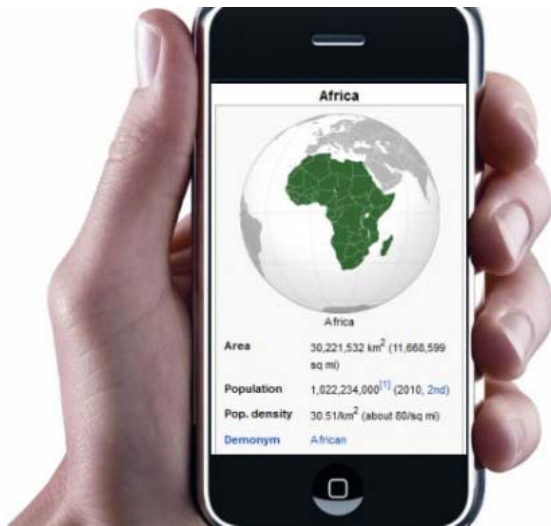 Africa
Africa
Area 30,221,532 km² (11,668,599
sq mi)
Population 1,022,234,000[1] (2010, 2nd)
Pop. density 30.51/km² (about 80/sq mi)
Demonym African